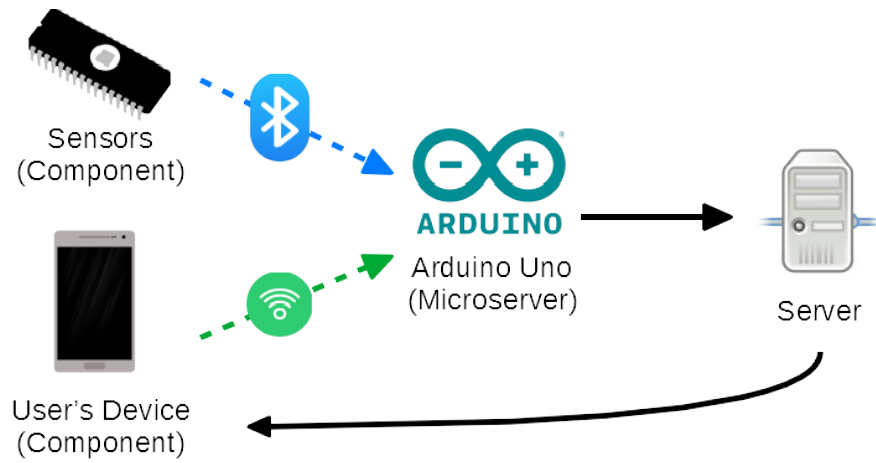 Sensors
(Component)
ARDUINO
®
Arduino Uno
(Microserver)
Server
User's Device
(Component)